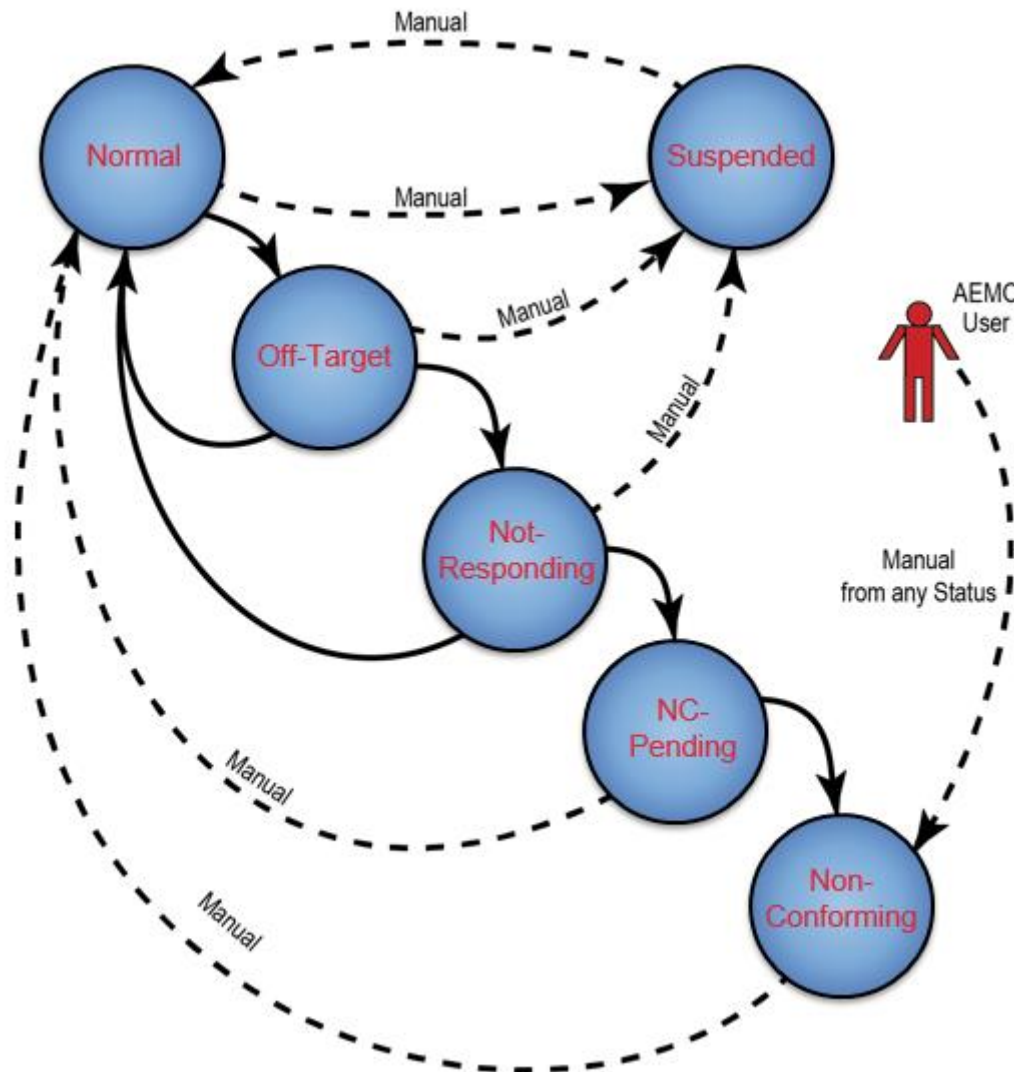 Manual
Normal
Suspended
Manual
Manual
AEMO
User
Off-Target
Manual
Not-
Responding
Manual
from any Status
NC-
Pending
Manual
Non-
Conforming
Manual